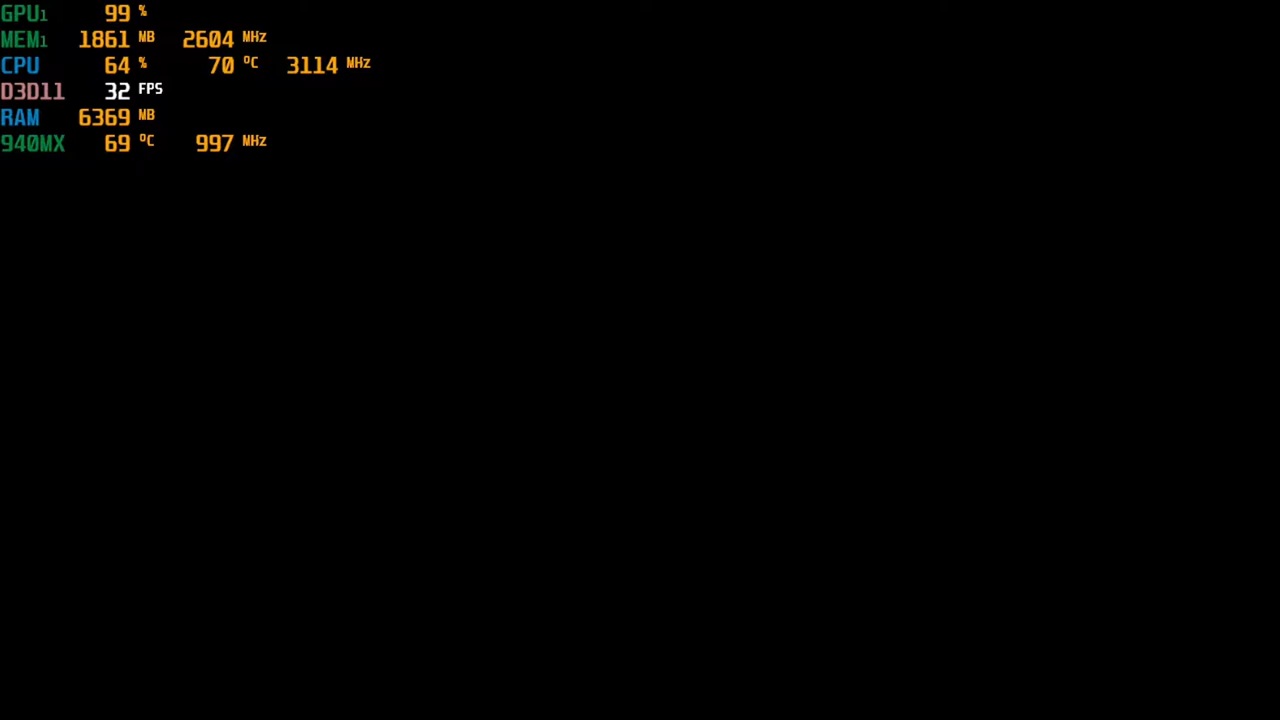 GPU1 99 %
MEM1 1861 MB 2604 MHz
CPU 64 % 70 °C 3114 MHz
D3D11 32 FPS
RAM 6369 MB
940MX 69 °C 997 MHz